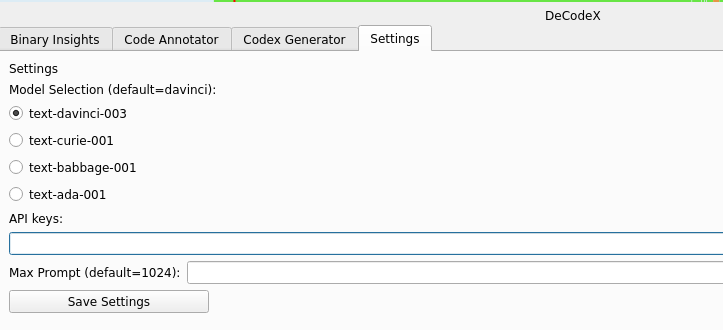 DeCodeX
Binary Insights Code Annotator Codex Generator Settings
Settings
Model Selection (default=davinci):
text-davinci-003
text-curie-001
text-babbage-001
text-ada-001
API keys:
Max Prompt (default=1024):
Save Settings